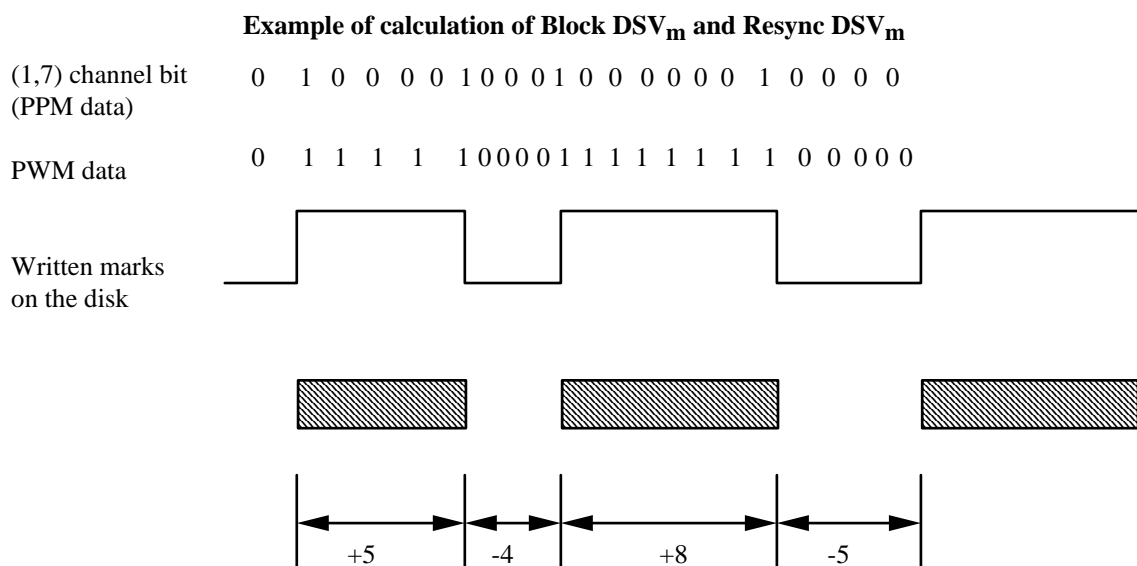 Example of calculation of Block DSVm and Resync DSVm
(1,7) channel bit 0 1 0 0 0 0 1 0 0 0 1 0 0 0 0 0 0 1 0 0 0 0
(PPM data)
PWM data 0 1 1 1 1 1 0 0 0 0 1 1 1 1 1 1 1 1 0 0 0 0 0
Written marks
on the disk
+5 -4 +8 -5